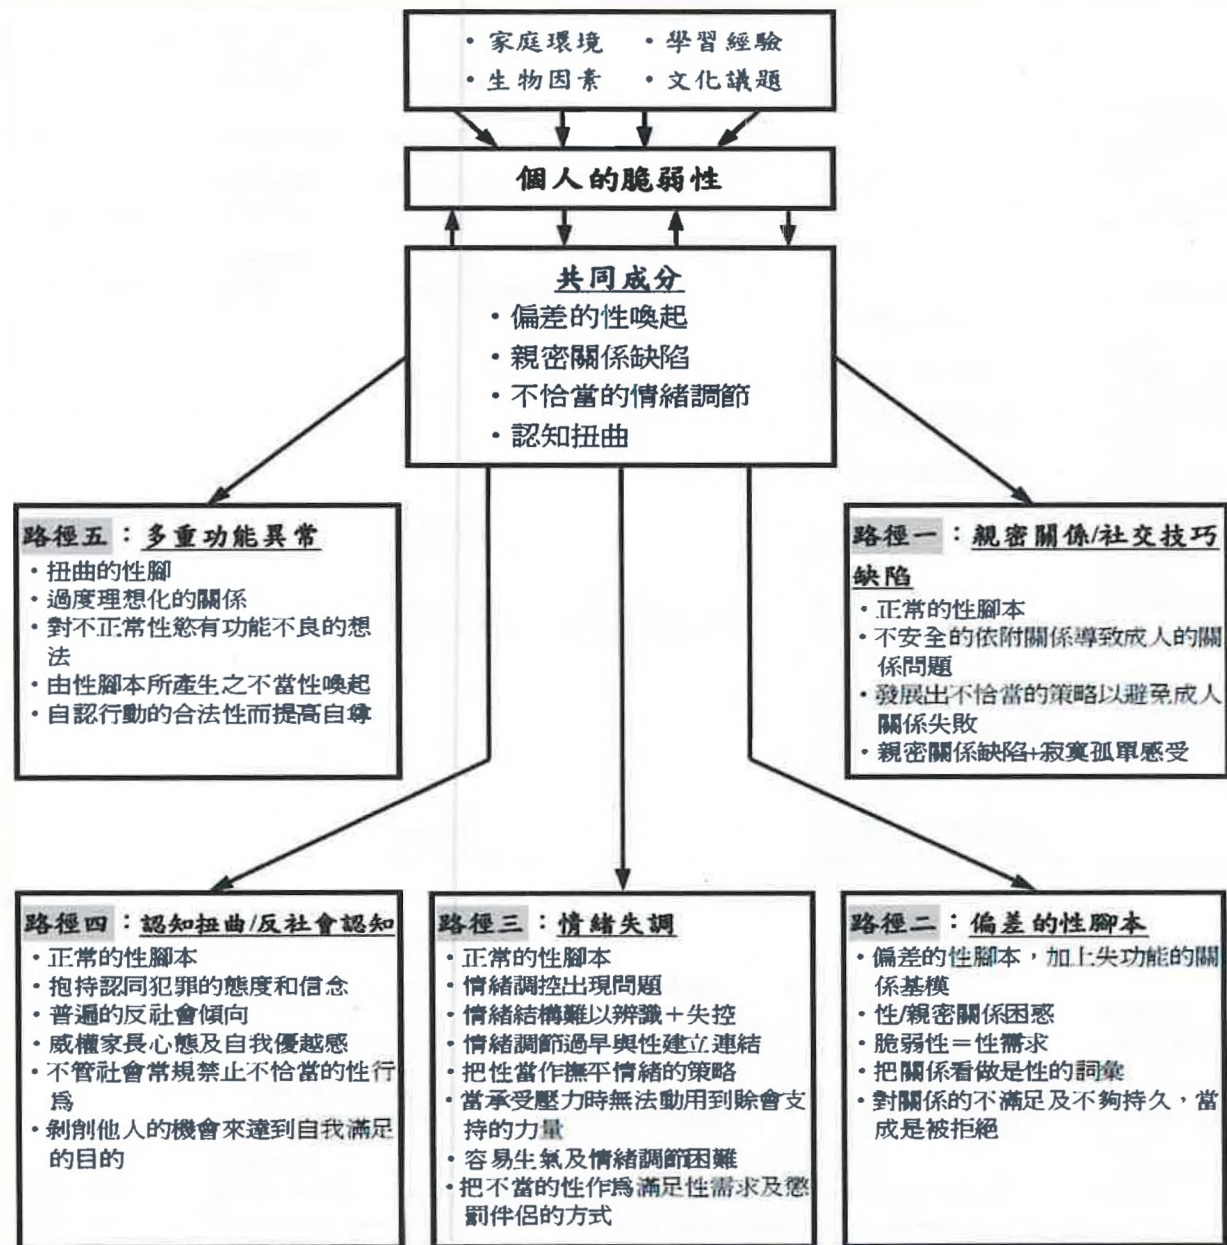 ・家庭環境 ・學習經驗
・生物因素 ・文化議題
個人的脆弱性
共同成分
・偏差的性喚起
・親密關係缺陷
・不恰當的情緒調節
・認知扭曲
路徑五：多重功能異常
・扭曲的性腳
・過度理想化的關係
・對不正常性慾有功能不良的想
法
・由性腳本所產生之不當性喚起
・自認行動的合法性而提高自尊
路徑一：親密關係/社交技巧
缺陷
・正常的性腳本
・不安全的依附關係導致成人的關
係問題
・發展出不恰當的策略以避免成人
關係失敗
・親密關係缺陷+寂寞孤單感受
路徑四：認知扭曲/反社會認知
・正常的性腳本
・抱持認同犯罪的態度和信念
・普遍的反社會傾向
・威權家長心態及自我優越感
・不管社會常規禁止不恰當的性行
為
・剝削他人的機會來達到自我滿足
的目的
路徑三：情緒失調
・正常的性腳本
・情緒調控出現問題
・情緒結構難以辨識＋失控
・情緒調節過早與性建立連結
・把性當作撫平情緒的策略
・當承受壓力時無法動用到賒會支
持的力量
・容易生氣及情緒調節困難
・把不當的性作為滿足性需求及懲
罰伴侶的方式
路徑二：偏差的性腳本
・偏差的性腳本，加上失功能的關
係基模
・性/親密關係困惑
・脆弱性＝性需求
・把關係看做是性的詞彙
・對關係的不滿足及不夠持久，當
成是被拒絕